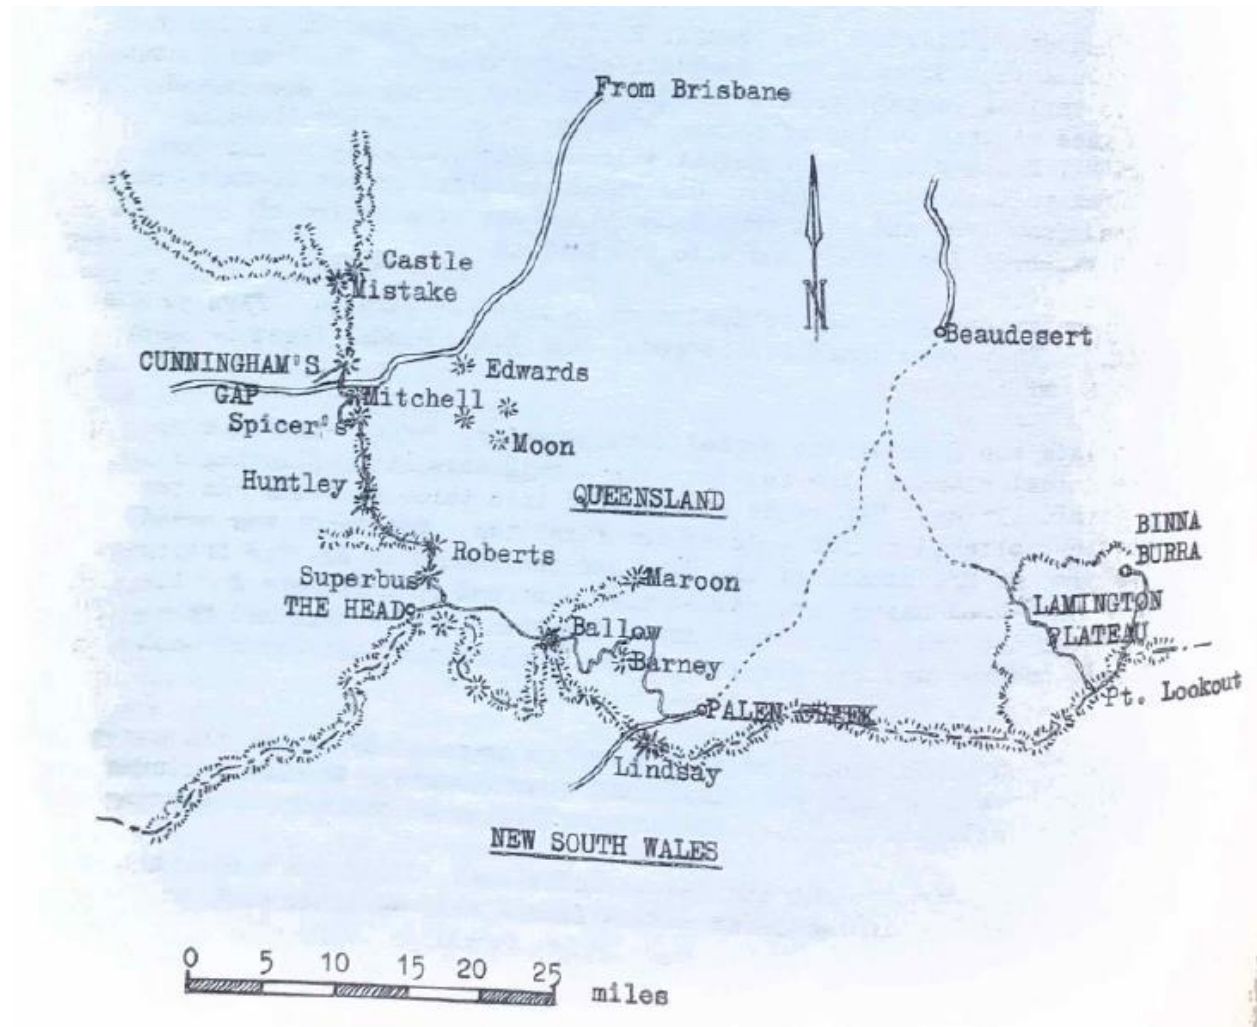 From Brisbane
Castle
Mistake
N
Beaudesert
CUNNINGHAM'S
GAP
Edwards
Mitchell
Spicer's
Moon
Huntley
QUEENSLAND
BINNA
BURRA
Roberts
Superbus
Maroon
THE HEAD
LAMINGTON
PLATEAU
Ballow
Barney
Pt. Lookout
PALEN CREEK
Lindsay
NEW SOUTH WALES
0 5 10 15 20 25
miles